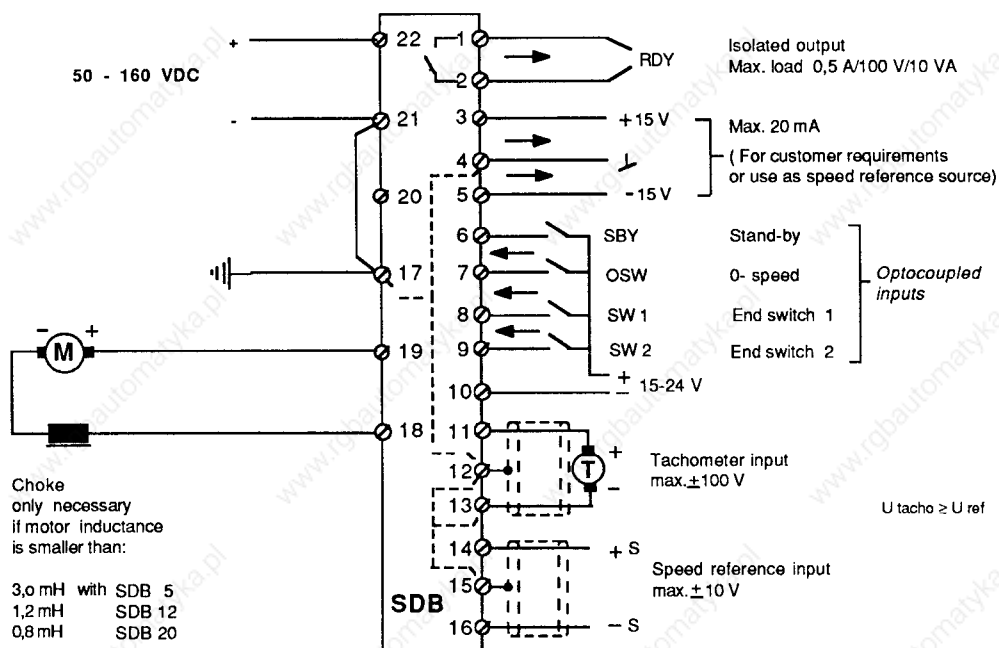 22
1
RDY
Isolated output
Max. load 0,5 A/100 V/10 VA
+
50 - 160 VDC
2
-
21
3
+ 15 V
Max. 20 mA
4
( For customer requirements
or use as speed reference source)
20
5
- 15 V
6
SBY
Stand-by
17
7
OSW
0- speed
Optocoupled
inputs
8
SW 1
End switch 1
- +
M
19
9
SW 2
End switch 2
+
15-24 V
10
–
18
11
12
T
+
–
Tachometer input
max. ± 100 V
13
U tacho ≥ U ref
Choke
only necessary
if motor inductance
is smaller than:
14
+ S
Speed reference input
max. ± 10 V
15
3,o mH with SDB 5
1,2 mH SDB 12
0,8 mH SDB 20
SDB
16
– S
www.rgbautomatyka.pl